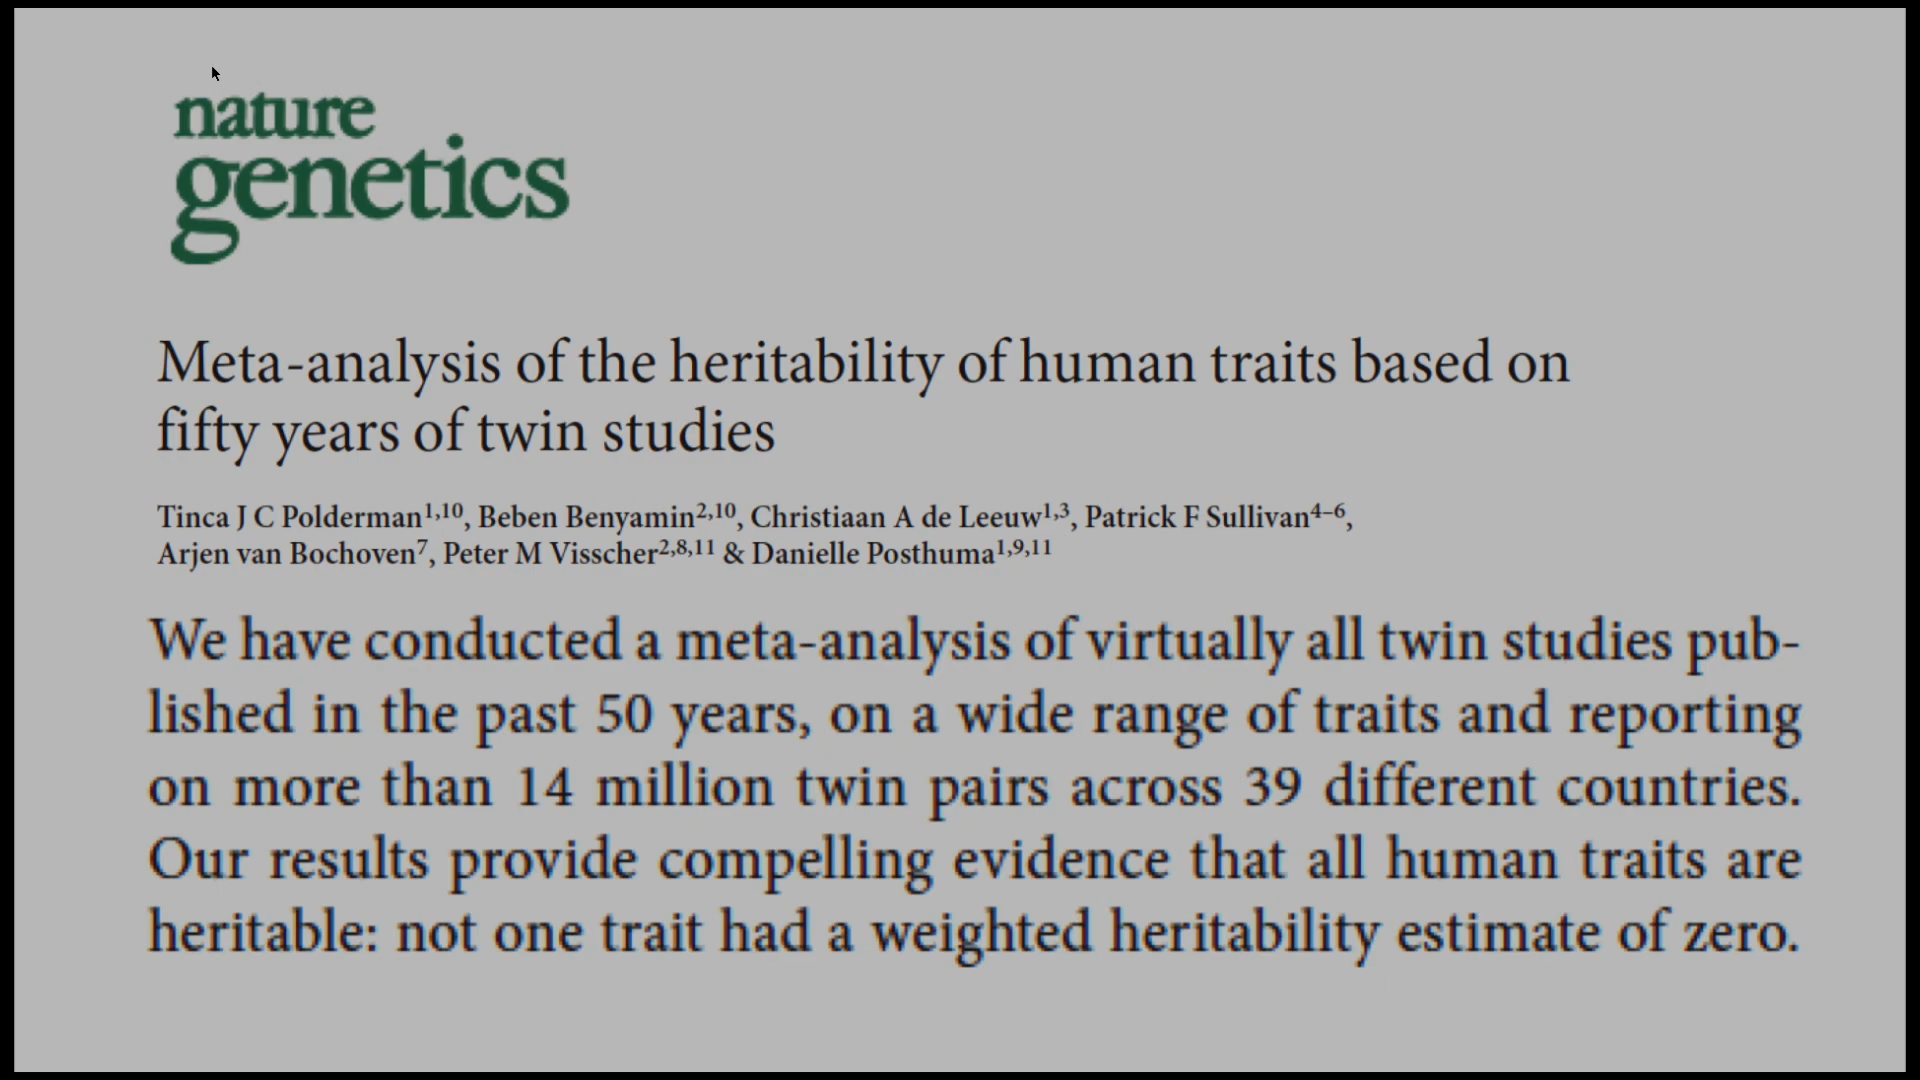 nature
genetics
Meta-analysis of the heritability of human traits based on
fifty years of twin studies
Tinca J C Polderman1,10, Beben Benyamin2,10, Christiaan A de Leeuw1,3, Patrick F Sullivan4–6,
Arjen van Bochoven7, Peter M Visscher2,8,11 & Danielle Posthuma1,9,11
We have conducted a meta-analysis of virtually all twin studies pub-
lished in the past 50 years, on a wide range of traits and reporting
on more than 14 million twin pairs across 39 different countries.
Our results provide compelling evidence that all human traits are
heritable: not one trait had a weighted heritability estimate of zero.